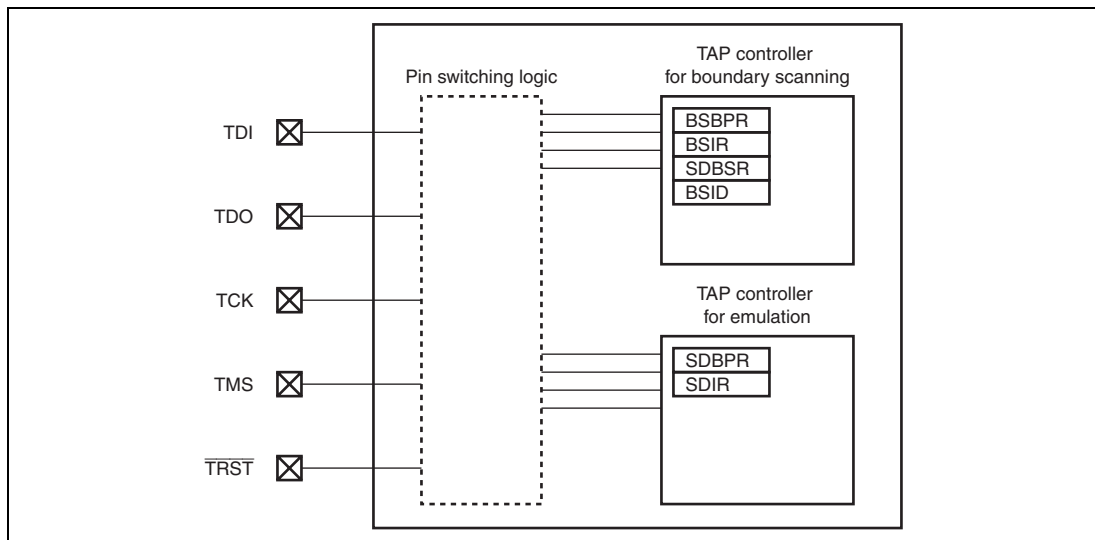 TAP controller
for boundary scanning
Pin switching logic
BSBPR
BSIR
SDBSR
BSID
TDI
TDO
TCK
TMS
TRST
TAP controller
for emulation
SDBPR
SDIR